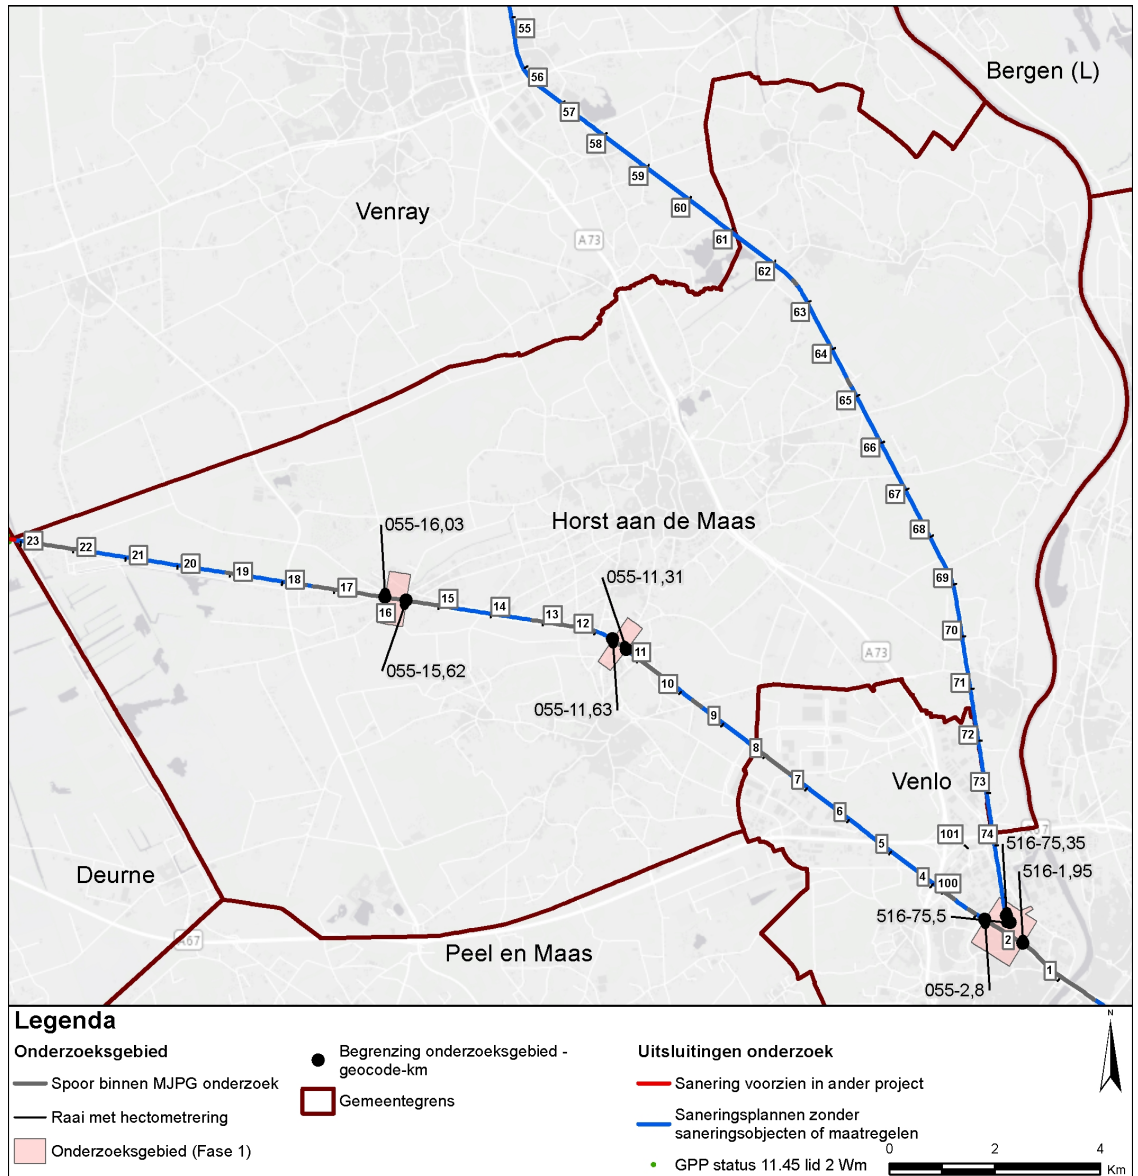 55
Bergen (L)
56
57
58
59
Venray
60
A 73
61
62
63
64
65
66
67
055-16,03
Horst aan de Maas
68
23
22
21
20
19
18
17
16
15
14
13
12
11
055-11,31
69
70
055-15,62
A 73
71
10
055-11,63
9
72
8
7
Venlo
73
6
101
74
516-75,35
5
516-1,95
Deurne
4
100
516-75,5
A 67
2
Peel en Maas
1
055-2,8
Legenda
Onderzoeksgebied
Spoor binnen MJPG onderzoek
Raai met hectometrering
Onderzoeksgebied (Fase 1)
Begrenzing onderzoeksgebied -
geocode-km
Gemeentegrens
Uitsluitingen onderzoek
Sanering voorzien in ander project
Saneringsplannen zonder
saneringsobjecten of maatregelen
GPP status 11.45 lid 2 Wm
N
0 2 4
Km